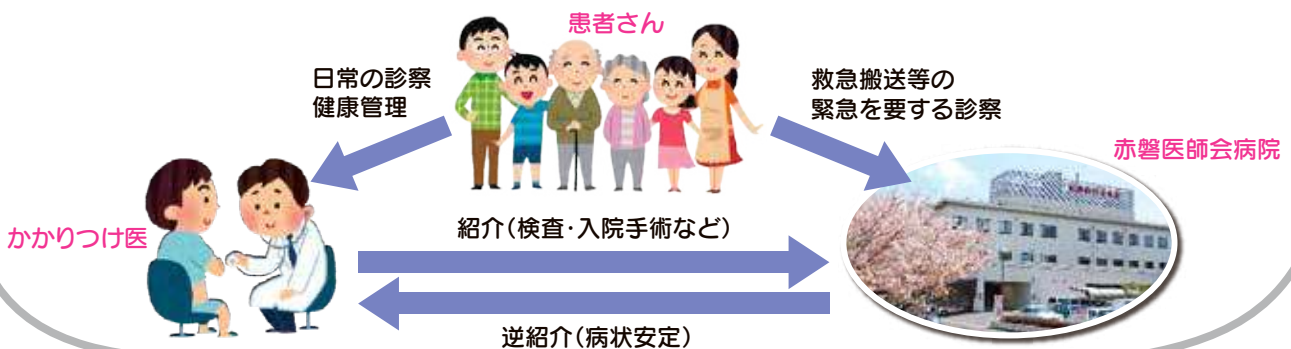 患者さん
日常の診察
健康管理
救急搬送等の
緊急を要する診察
赤磐医師会病院
かかりつけ医
紹介（検査・入院手術など）
逆紹介（病状安定）